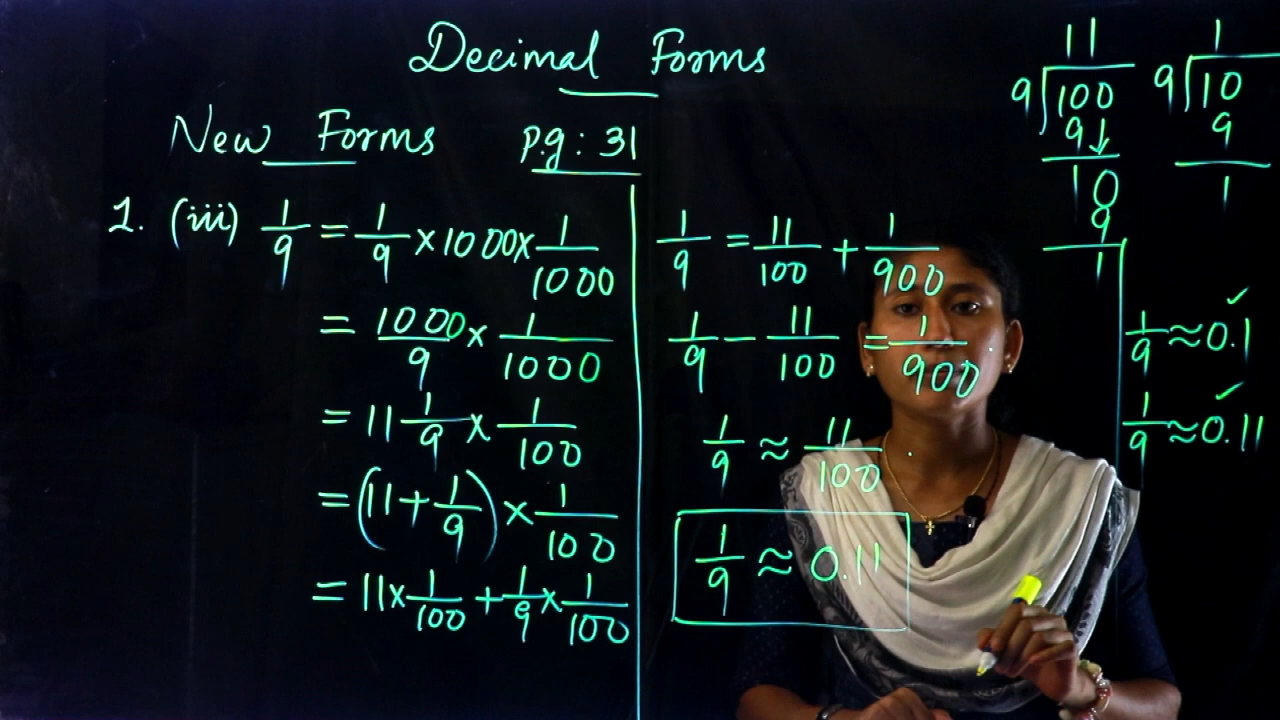 Decimal Forms
New Forms p.g : 31
1. (iii) 1/9 = 1/9 × 1000 × 1/1000
= 1000/9 × 1/1000
= 11 1/9 × 1/100
= (11 + 1/9) × 1/100
= 11 × 1/100 + 1/9 × 1/100
1/9 = 11/100 + 1/900
1/9 − 11/100 = 1/900 .
1/9 ≈ 11/100 .
1/9 ≈ 0.11
11
9)100
9↓
10
9
1
1
9)10
9
1
1/9 ≈ 0.1 ✓
1/9 ≈ 0.11 ✓